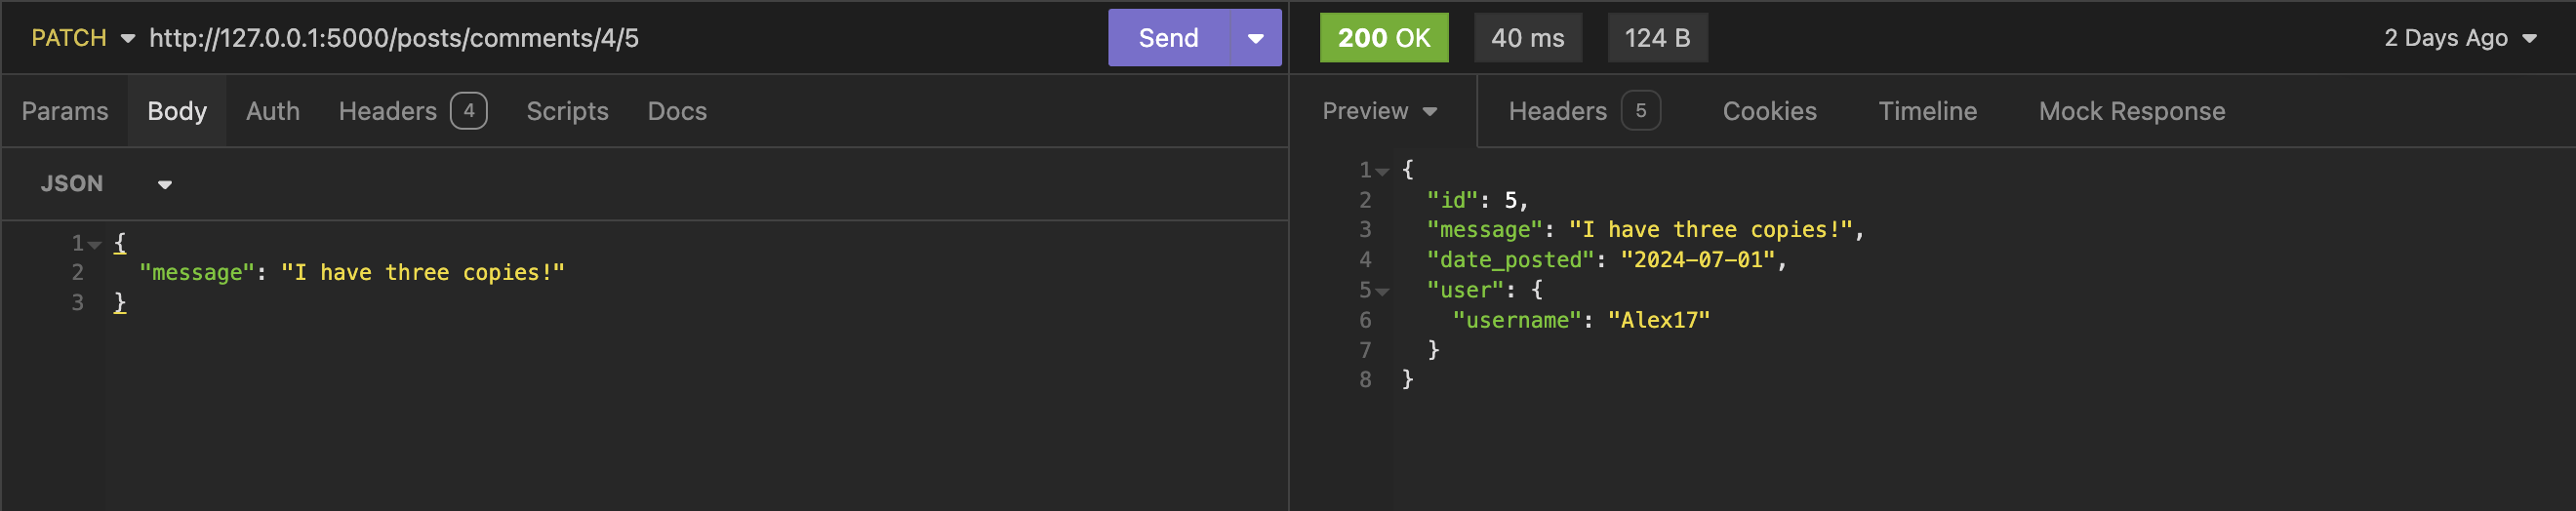 PATCH http://127.0.0.1:5000/posts/comments/4/5 Send
Params Body Auth Headers 4 Scripts Docs
JSON
1 {
2 "message": "I have three copies!"
3 }
200 OK 40 ms 124 B 2 Days Ago
Preview Headers 5 Cookies Timeline Mock Response
1 {
2 "id": 5,
3 "message": "I have three copies!",
4 "date_posted": "2024-07-01",
5 "user": {
6 "username": "Alex17"
7 }
8 }